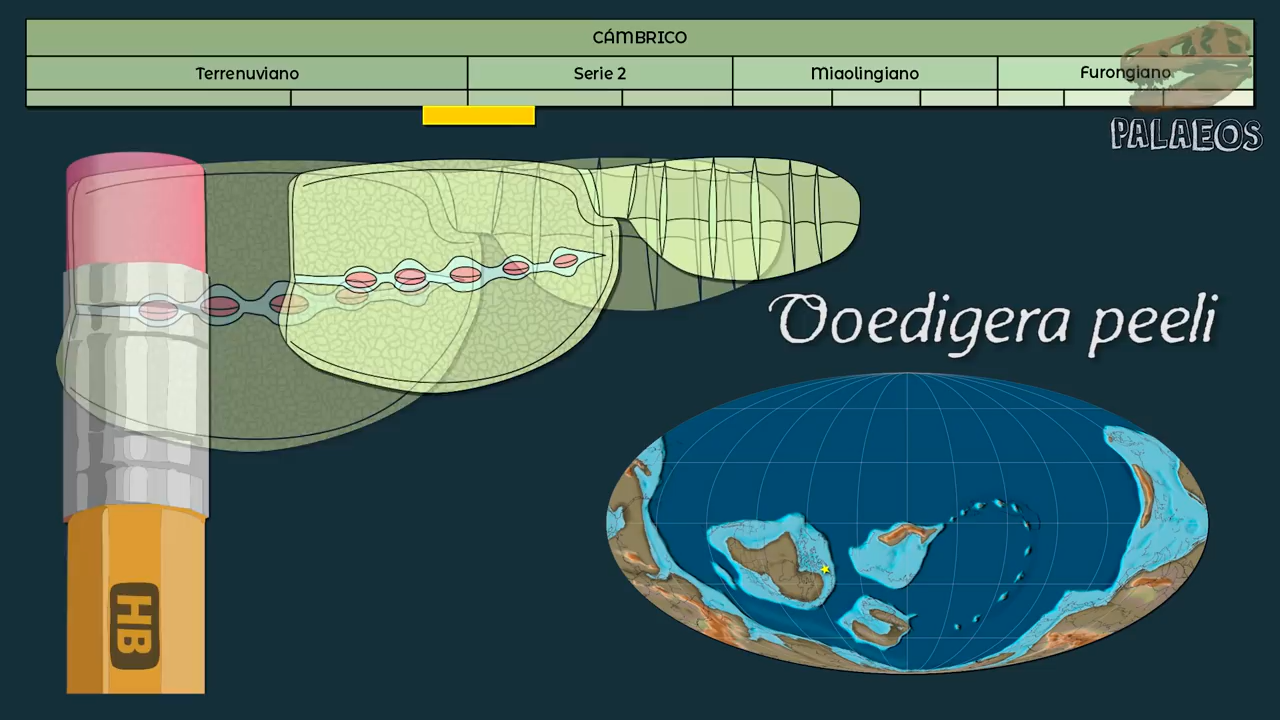 CÁMBRICO
Terrenuviano
Serie 2
Miaolingiano
Furongiano
PALAEOS
Ooedigera peeli
HB